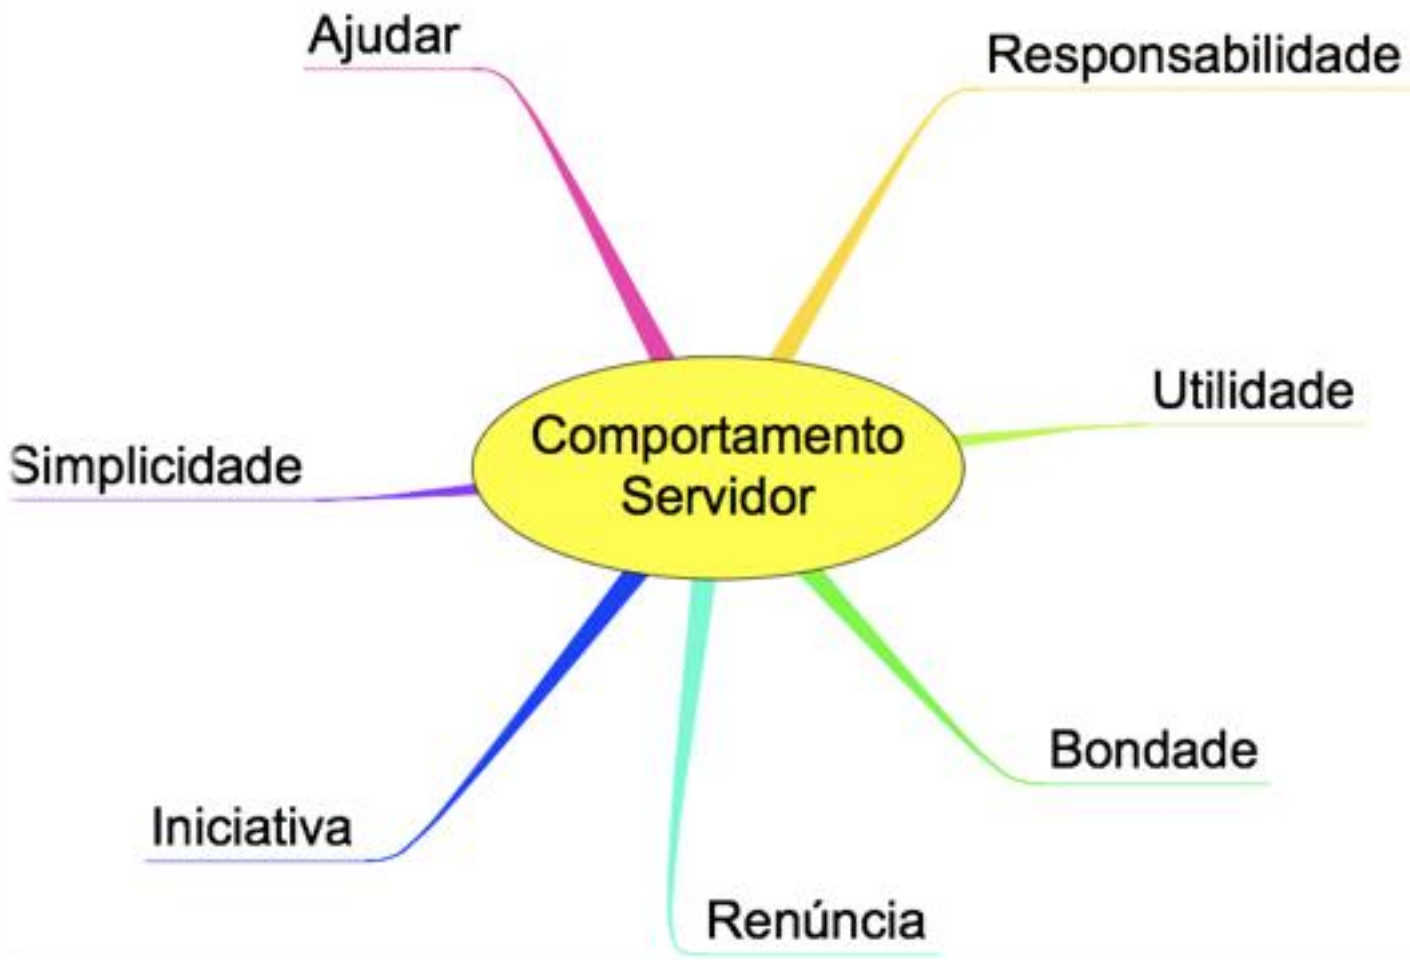 Ajudar
Responsabilidade
Utilidade
Comportamento
Servidor
Simplicidade
Bondade
Iniciativa
Renúncia